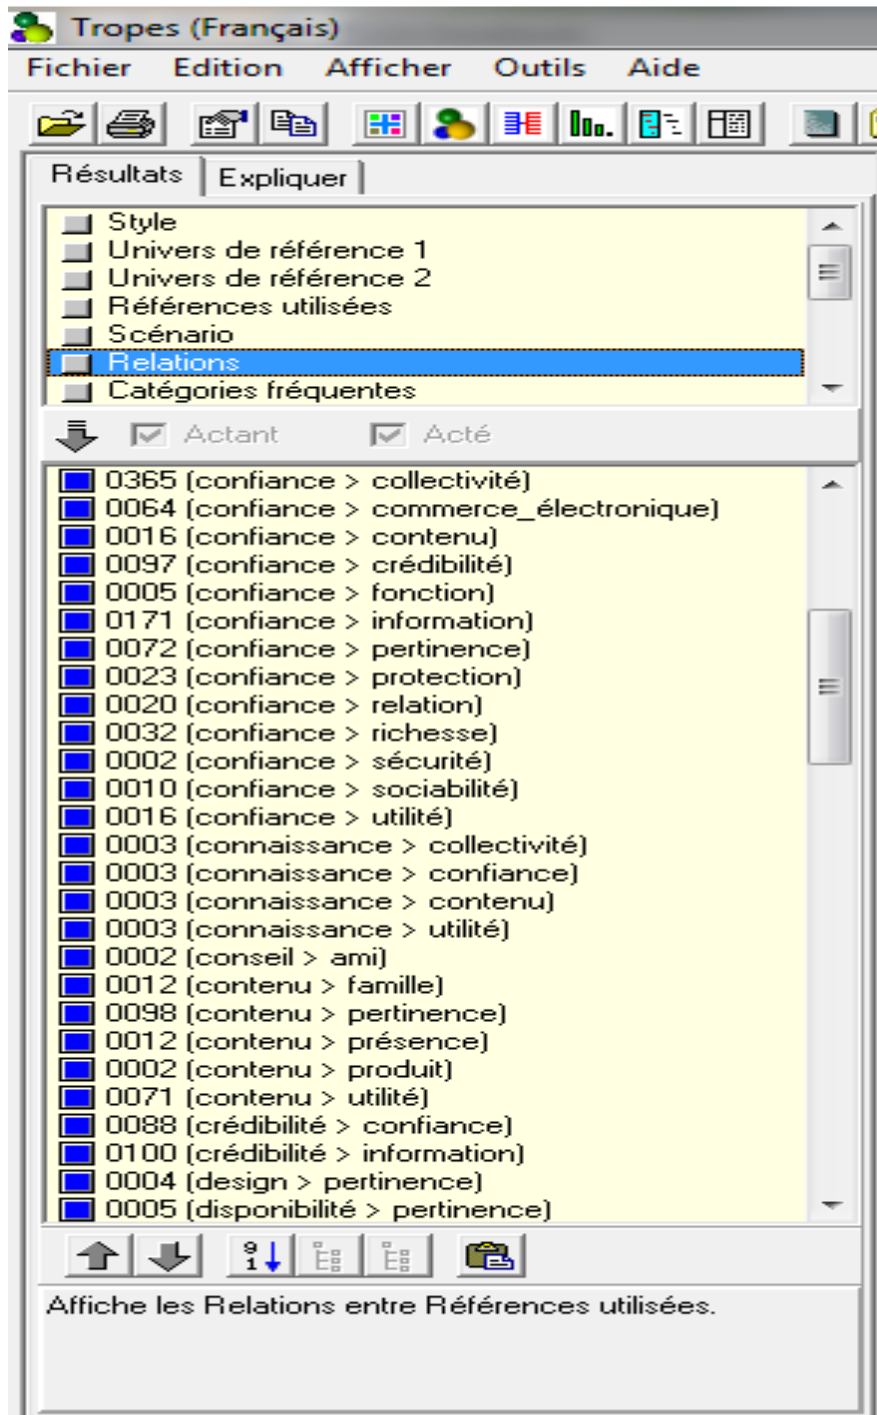 Tropes (Français)
Fichier Edition Afficher Outils Aide
Résultats Expliquer
Style
Univers de référence 1
Univers de référence 2
Références utilisées
Scénario
Relations
Catégories fréquentes
Actant Acté
0365 (confiance > collectivité)
0064 (confiance > commerce_électronique)
0016 (confiance > contenu)
0097 (confiance > crédibilité)
0005 (confiance > fonction)
0171 (confiance > information)
0072 (confiance > pertinence)
0023 (confiance > protection)
0020 (confiance > relation)
0032 (confiance > richesse)
0002 (confiance > sécurité)
0010 (confiance > sociabilité)
0016 (confiance > utilité)
0003 (connaissance > collectivité)
0003 (connaissance > confiance)
0003 (connaissance > contenu)
0003 (connaissance > utilité)
0002 (conseil > ami)
0012 (contenu > famille)
0098 (contenu > pertinence)
0012 (contenu > présence)
0002 (contenu > produit)
0071 (contenu > utilité)
0088 (crédibilité > confiance)
0100 (crédibilité > information)
0004 (design > pertinence)
0005 (disponibilité > pertinence)
Affiche les Relations entre Références utilisées.